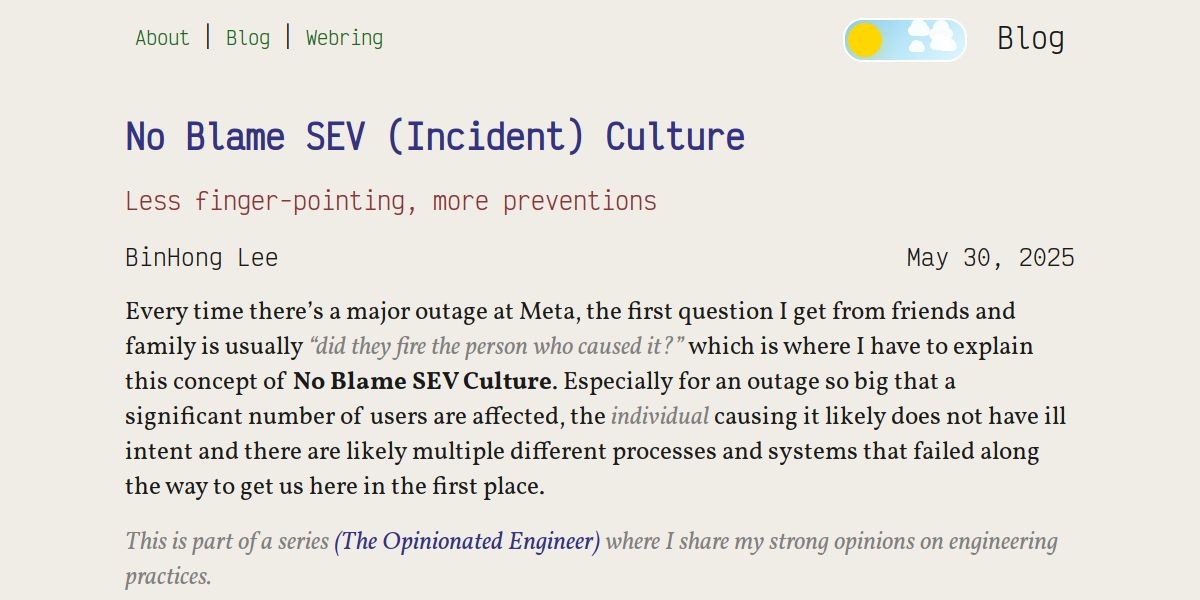 About | Blog | Webring
Blog
No Blame SEV (Incident) Culture
Less finger-pointing, more preventions
BinHong Lee
May 30, 2025
Every time there’s a major outage at Meta, the first question I get from friends and
family is usually “did they fire the person who caused it?” which is where I have to explain
this concept of No Blame SEV Culture. Especially for an outage so big that a
significant number of users are affected, the individual causing it likely does not have ill
intent and there are likely multiple different processes and systems that failed along
the way to get us here in the first place.
This is part of a series (The Opinionated Engineer) where I share my strong opinions on engineering
practices.